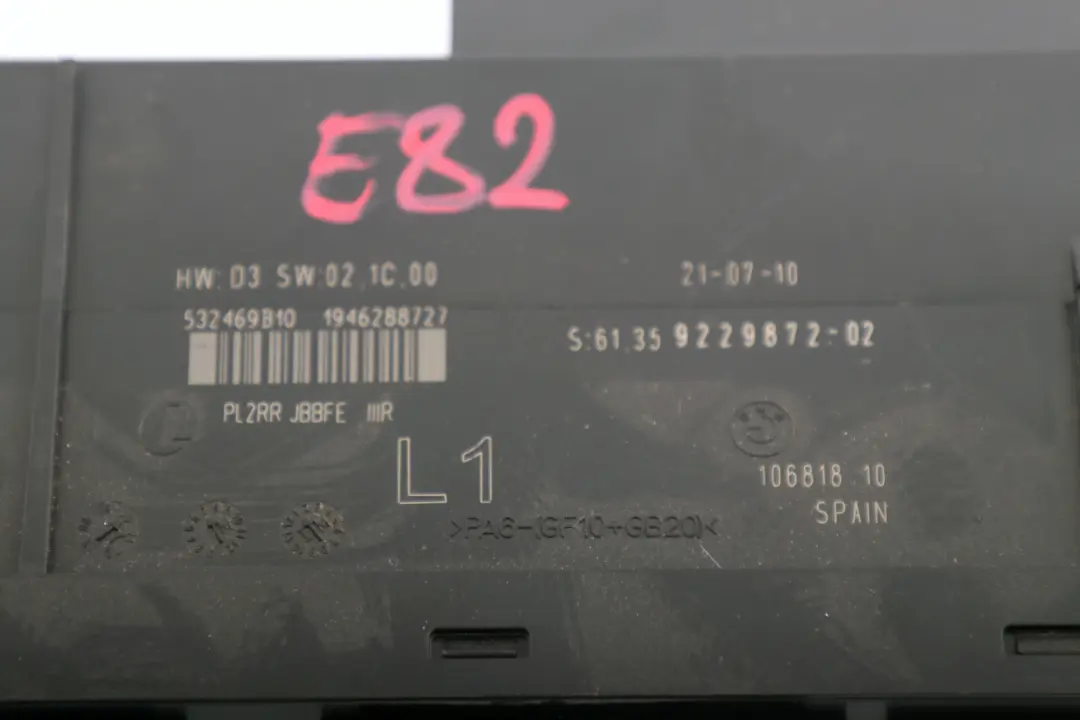 E82
HW: D3 SW:02.1C.00
21-07-10
532469B10 1946288727
S:61.35 9229872-02
PL2RR JBBFE IIIR
L1
106818.10
SPAIN
>PA6-(GF10+GB20)<